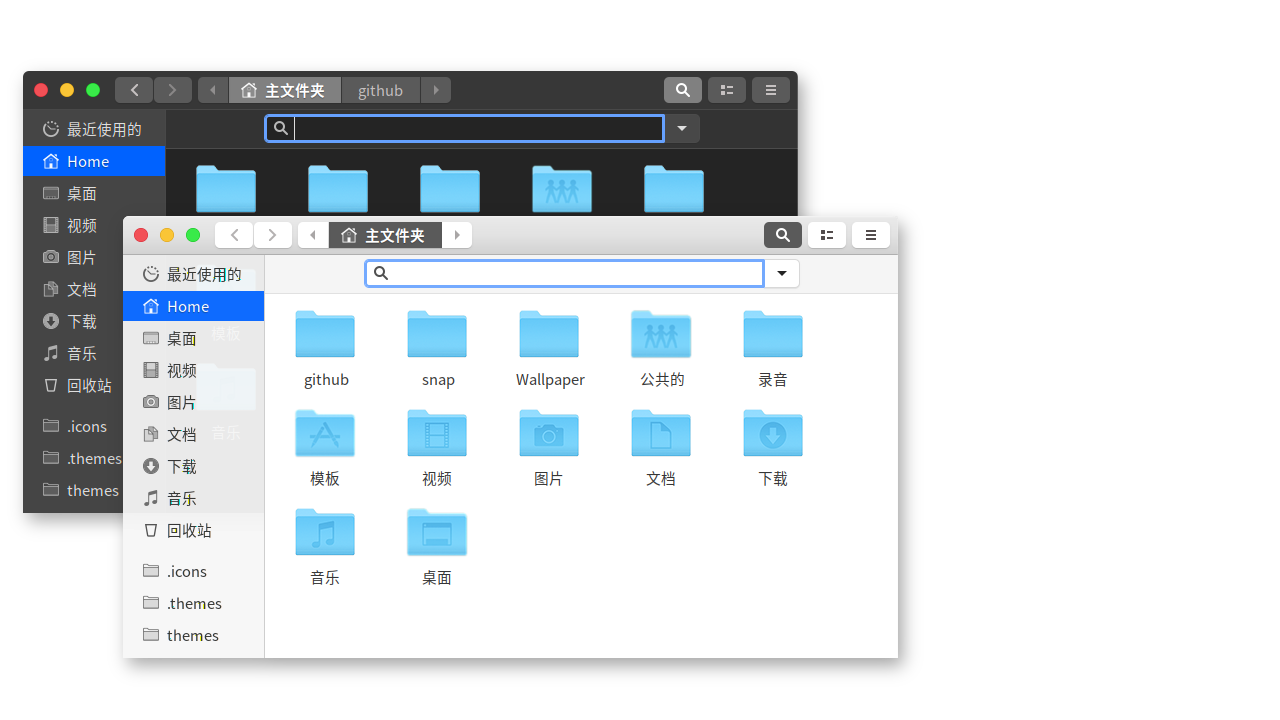 主文件夹 github
最近使用的
Home
桌面
视频
图片
文档
下载
音乐
回收站
.icons
.themes
themes
主文件夹
最近使用的
Home
桌面
视频
图片
文档
下载
音乐
回收站
.icons
.themes
themes
模板
音乐
github snap Wallpaper 公共的 录音
模板 视频 图片 文档 下载
音乐 桌面